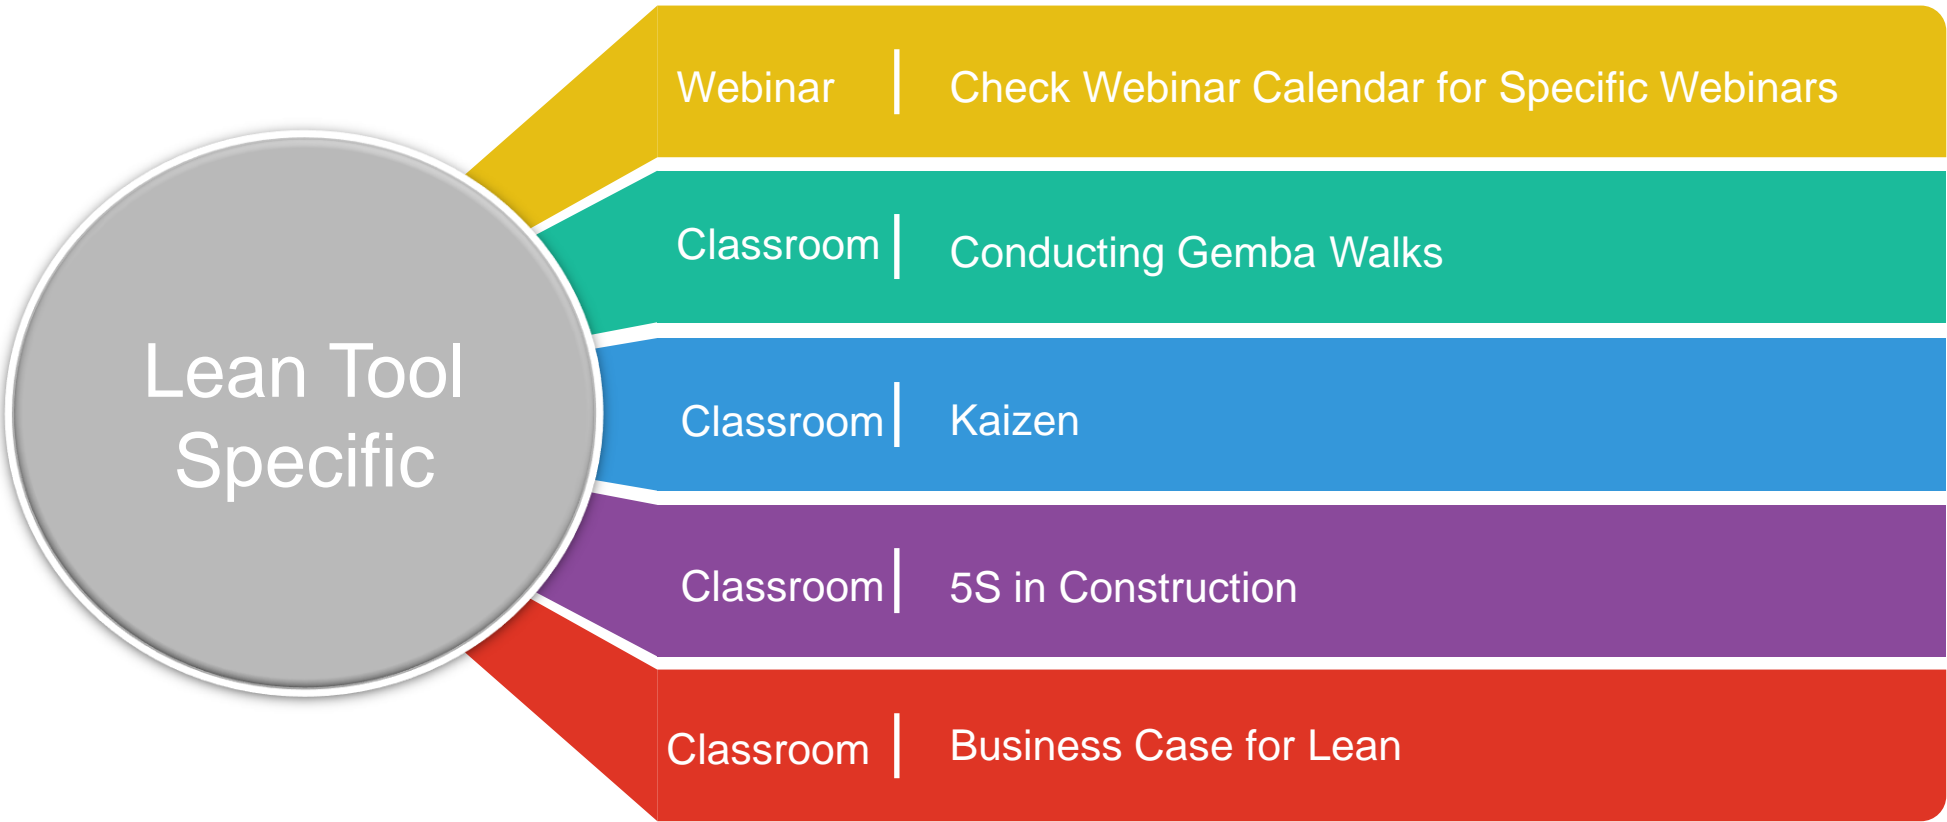 Lean Tool
Specific
Webinar Check Webinar Calendar for Specific Webinars
Classroom Conducting Gemba Walks
Classroom Kaizen
Classroom 5S in Construction
Classroom Business Case for Lean